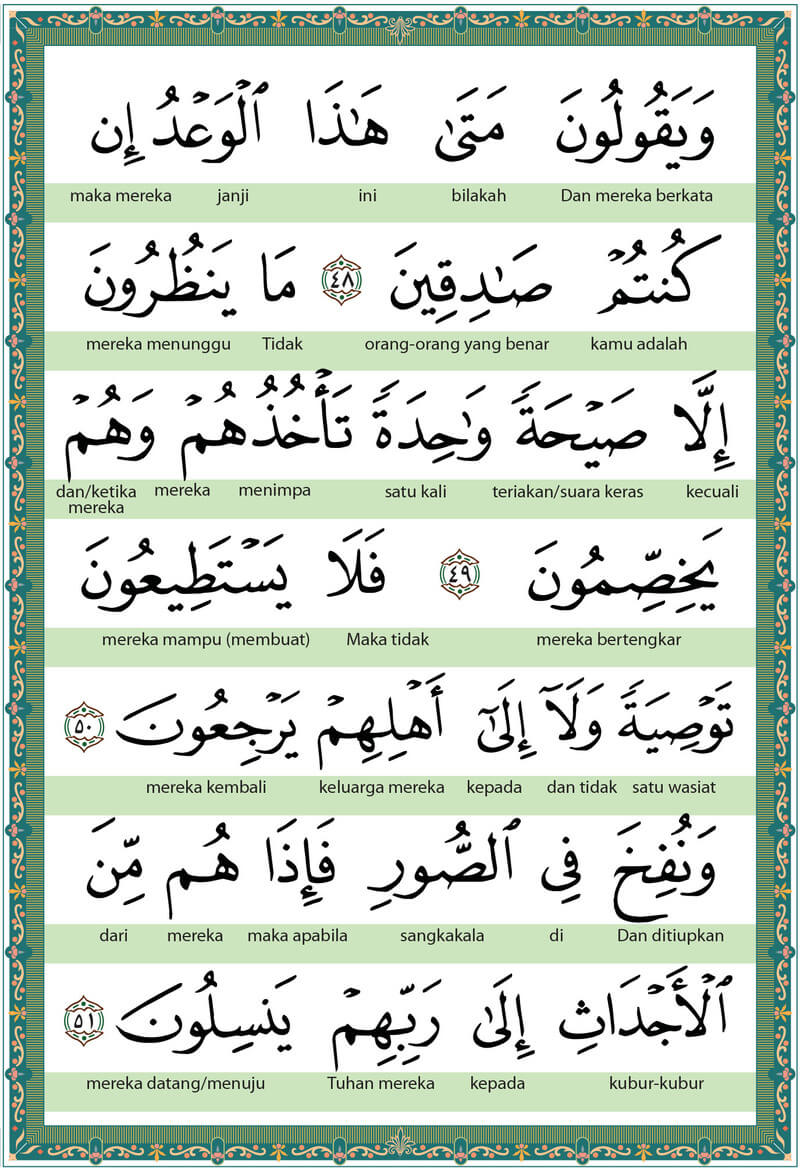 وَيَقُولُونَ مَتَىٰ هَـٰذَا ٱلْوَعْدُ إِن
Dan mereka berkata bilakah ini janji maka mereka
كُنتُمْ صَـٰدِقِينَ ٤٨ مَا يَنظُرُونَ
kamu adalah orang-orang yang benar Tidak mereka menunggu
إِلَّا صَيْحَةً وَٰحِدَةً تَأْخُذُهُمْ وَهُمْ
kecuali teriakan/suara keras satu kali menimpa mereka dan/ketika mereka
يَخِصِّمُونَ ٤٩ فَلَا يَسْتَطِيعُونَ
mereka bertengkar Maka tidak mereka mampu (membuat)
تَوْصِيَةً وَلَآ إِلَىٰٓ أَهْلِهِمْ يَرْجِعُونَ ٥٠
satu wasiat dan tidak kepada keluarga mereka mereka kembali
وَنُفِخَ فِى ٱلصُّورِ فَإِذَا هُم مِّنَ
Dan ditiupkan di sangkakala maka apabila mereka dari
ٱلْأَجْدَاثِ إِلَىٰ رَبِّهِمْ يَنسِلُونَ ٥١
kubur-kubur kepada Tuhan mereka mereka datang/menuju